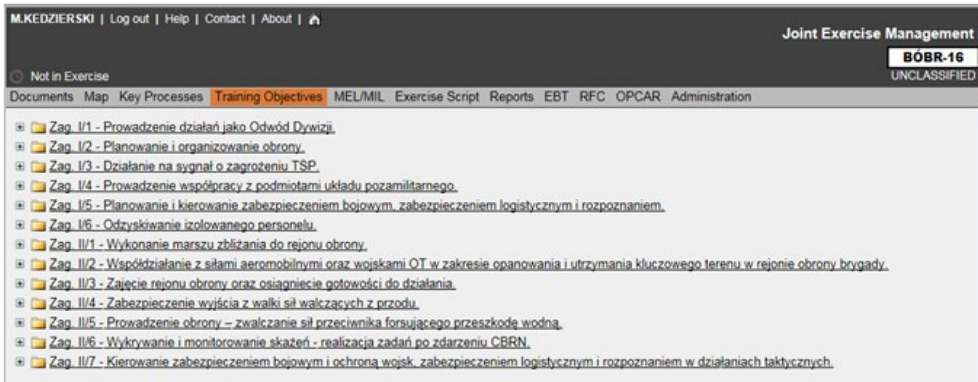 M.KEDZIERSKI | Log out | Help | Contact | About |
Joint Exercise Management
BÓBR-16
Not in Exercise
UNCLASSIFIED
Documents Map Key Processes Training Objectives MEL/MIL Exercise Script Reports EBT RFC OPCAR Administration
Zag. I/1 - Prowadzenie działań jako Odwód Dywizji.
Zag. I/2 - Planowanie i organizowanie obrony.
Zag. I/3 - Działanie na sygnał o zagrożeniu TSP.
Zag. I/4 - Prowadzenie współpracy z podmiotami układu pozamilitarnego.
Zag. I/5 - Planowanie i kierowanie zabezpieczeniem bojowym, zabezpieczeniem logistycznym i rozpoznaniem.
Zag. I/6 - Odzyskiwanie izolowanego personelu.
Zag. II/1 - Wykonanie marszu zbliżania do rejonu obrony.
Zag. II/2 - Współdziałanie z siłami aeromobilnymi oraz wojskami OT w zakresie opanowania i utrzymania kluczowego terenu w rejonie obrony brygady.
Zag. II/3 - Zajęcie rejonu obrony oraz osiągniecie gotowości do działania.
Zag. II/4 - Zabezpieczenie wyjścia z walki sił walczących z przodu.
Zag. II/5 - Prowadzenie obrony – zwalczanie sił przeciwnika forsującego przeszkodę wodną.
Zag. II/6 - Wykrywanie i monitorowanie skażeń - realizacja zadań po zdarzeniu CBRN.
Zag. II/7 - Kierowanie zabezpieczeniem bojowym i ochroną wojsk, zabezpieczeniem logistycznym i rozpoznaniem w działaniach taktycznych.